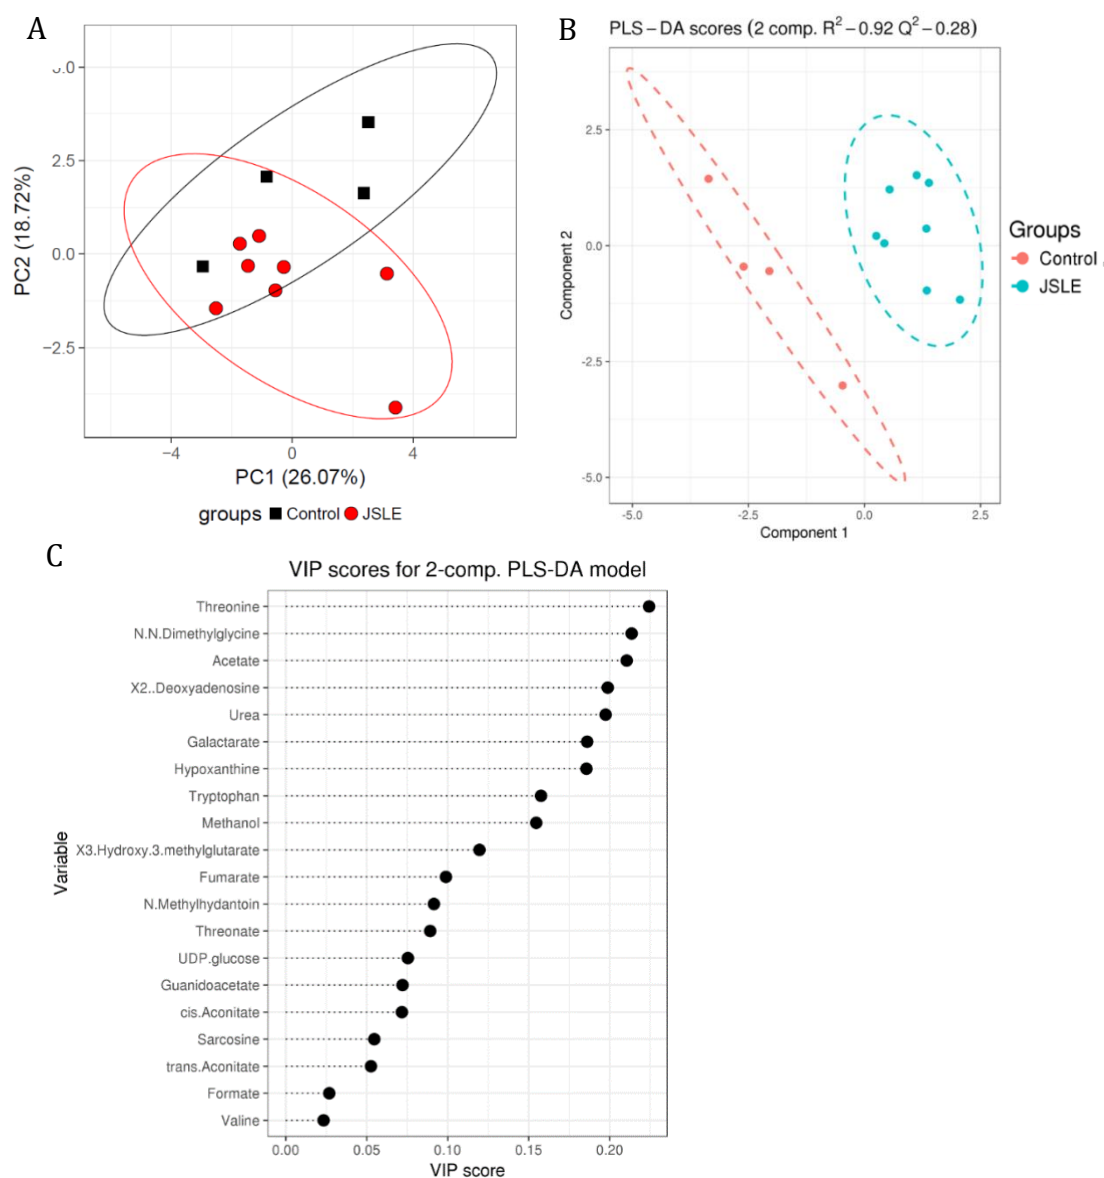 A
5.0
2.5
0.0
−2.5
PC2 (18.72%)
−4
0
4
PC1 (26.07%)
groups Control JSLE
B
PLS − DA scores (2 comp. R² − 0.92 Q² − 0.28)
2.5
0.0
-2.5
-5.0
Component 2
-5.0
-2.5
0.0
2.5
Component 1
Groups
Control
JSLE
C
VIP scores for 2-comp. PLS-DA model
Threonine
N.N.Dimethylglycine
Acetate
X2..Deoxyadenosine
Urea
Galactarate
Hypoxanthine
Tryptophan
Methanol
X3.Hydroxy.3.methylglutarate
Fumarate
N.Methylhydantoin
Threonate
UDP.glucose
Guanidoacetate
cis.Aconitate
Sarcosine
trans.Aconitate
Formate
Valine
Variable
0.00
0.05
0.10
0.15
0.20
VIP score